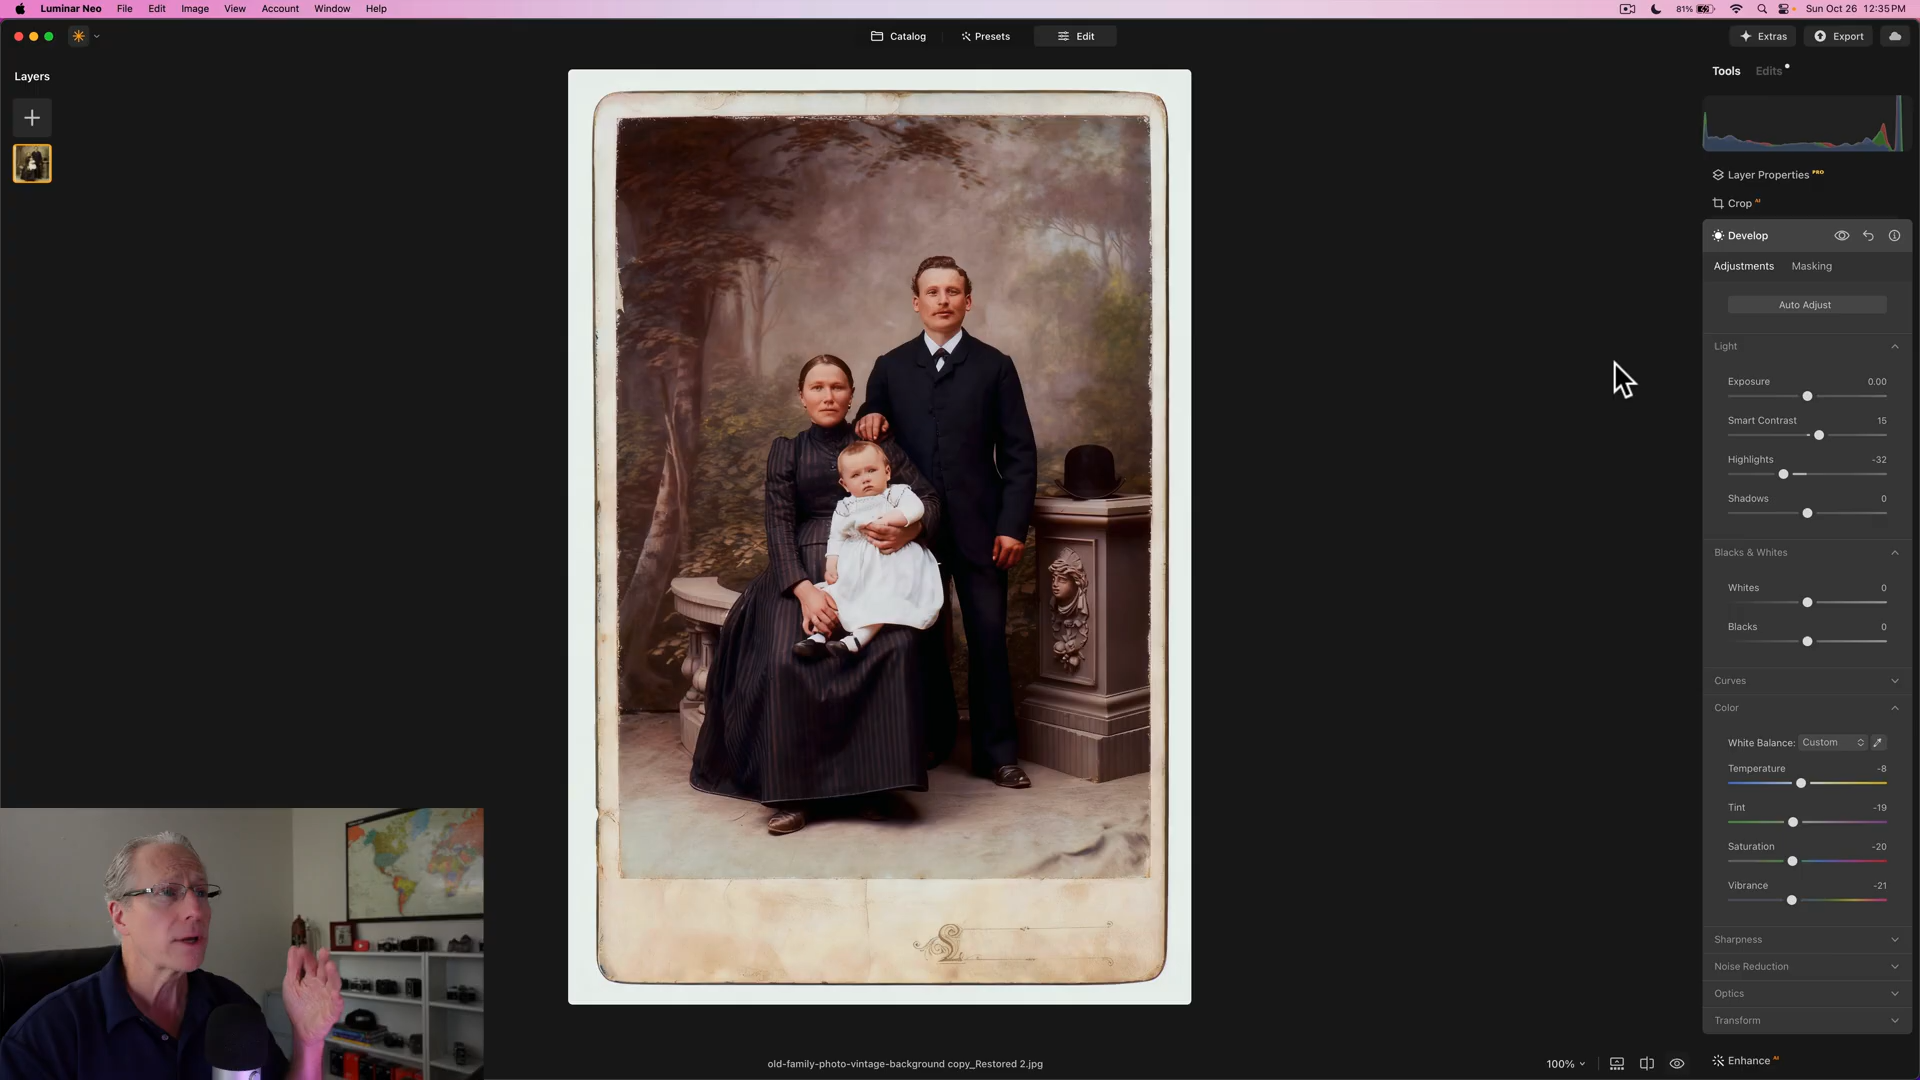 Luminar Neo File Edit Image View Account Window Help
81% Sun Oct 26 12:35 PM
Catalog Presets Edit
Extras Export
Layers
Tools Edits
Layer Properties PRO
Crop AI
Develop
Adjustments Masking
Auto Adjust
Light
Exposure 0.00
Smart Contrast 15
Highlights -32
Shadows 0
Blacks & Whites
Whites 0
Blacks 0
Curves
Color
White Balance: Custom
Temperature -8
Tint -19
Saturation -20
Vibrance -21
Sharpness
Noise Reduction
Optics
Transform
Enhance AI
old-family-photo-vintage-background copy_Restored 2.jpg
100%